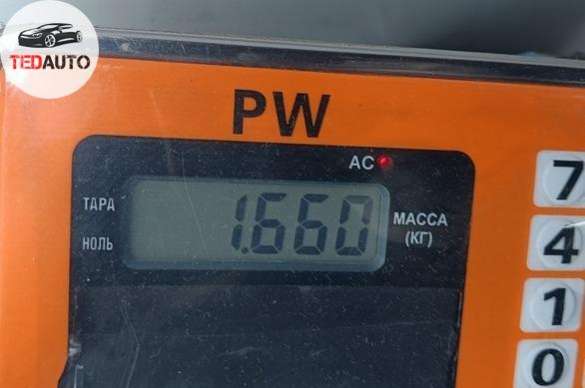 TEDAUTO
PW
AC
ТАРА
НОЛЬ
1.660
МАССА
(КГ)
7
4
1
0